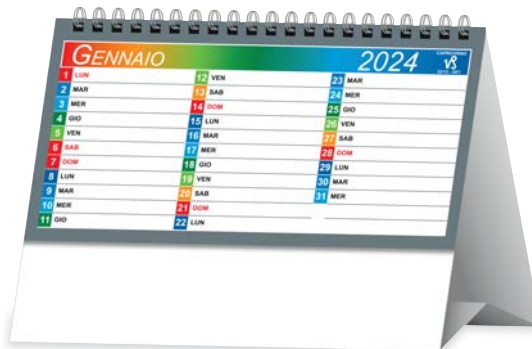 GENNAIO
2024
CAPRICORNO
1 LUN
2 MAR
3 MER
4 GIO
5 VEN
6 SAB
7 DOM
8 LUN
9 MAR
10 MER
11 GIO
12 VEN
13 SAB
14 DOM
15 LUN
16 MAR
17 MER
18 GIO
19 VEN
20 SAB
21 DOM
22 LUN
23 MAR
24 MER
25 GIO
26 VEN
27 SAB
28 DOM
29 LUN
30 MAR
31 MER